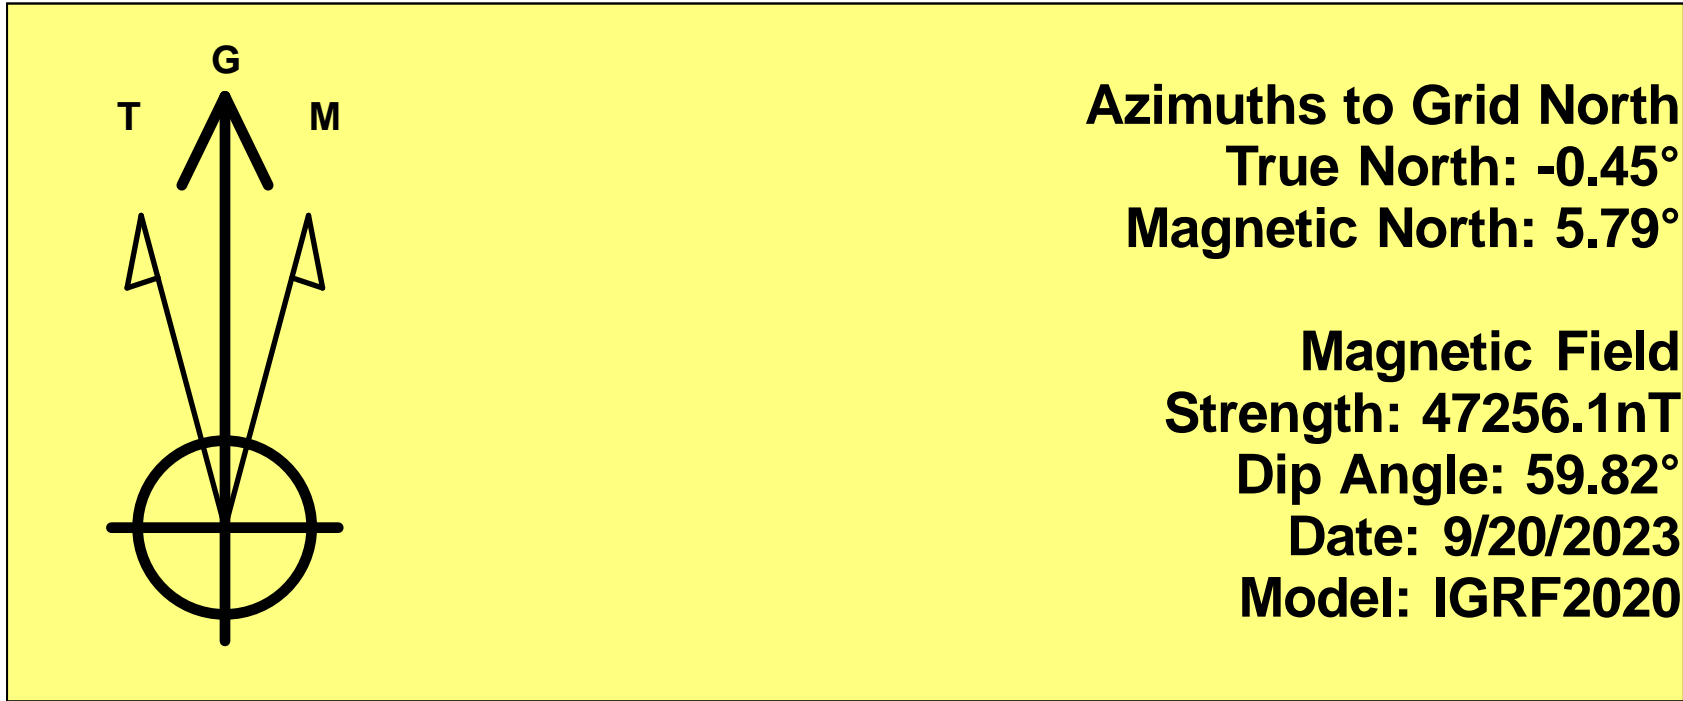 G
T M
Azimuths to Grid North
True North: -0.45°
Magnetic North: 5.79°
Magnetic Field
Strength: 47256.1nT
Dip Angle: 59.82°
Date: 9/20/2023
Model: IGRF2020